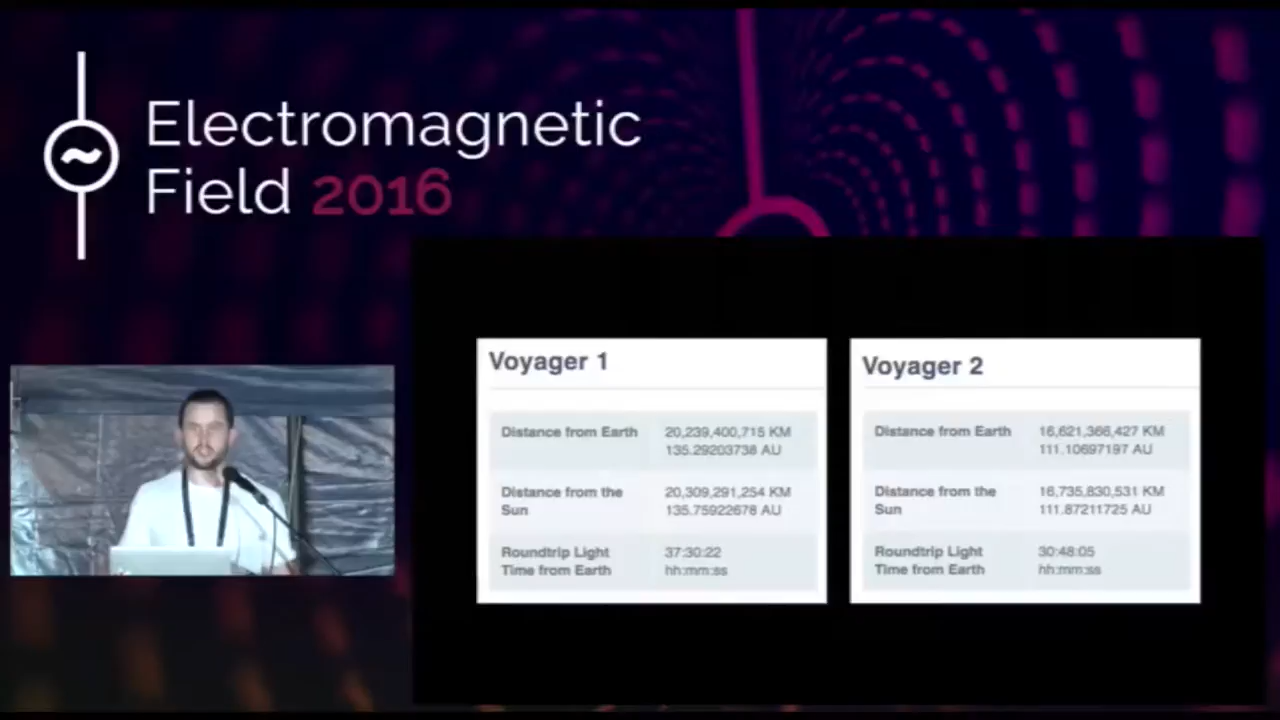 Electromagnetic
Field 2016
Voyager 1
Distance from Earth 20,239,400,715 KM
135.29203738 AU
Distance from the 20,309,291,254 KM
Sun 135.75922678 AU
Roundtrip Light 37:30:22
Time from Earth hh:mm:ss
Voyager 2
Distance from Earth 16,621,366,427 KM
111.10697197 AU
Distance from the 16,735,830,531 KM
Sun 111.87211725 AU
Roundtrip Light 30:48:05
Time from Earth hh:mm:ss